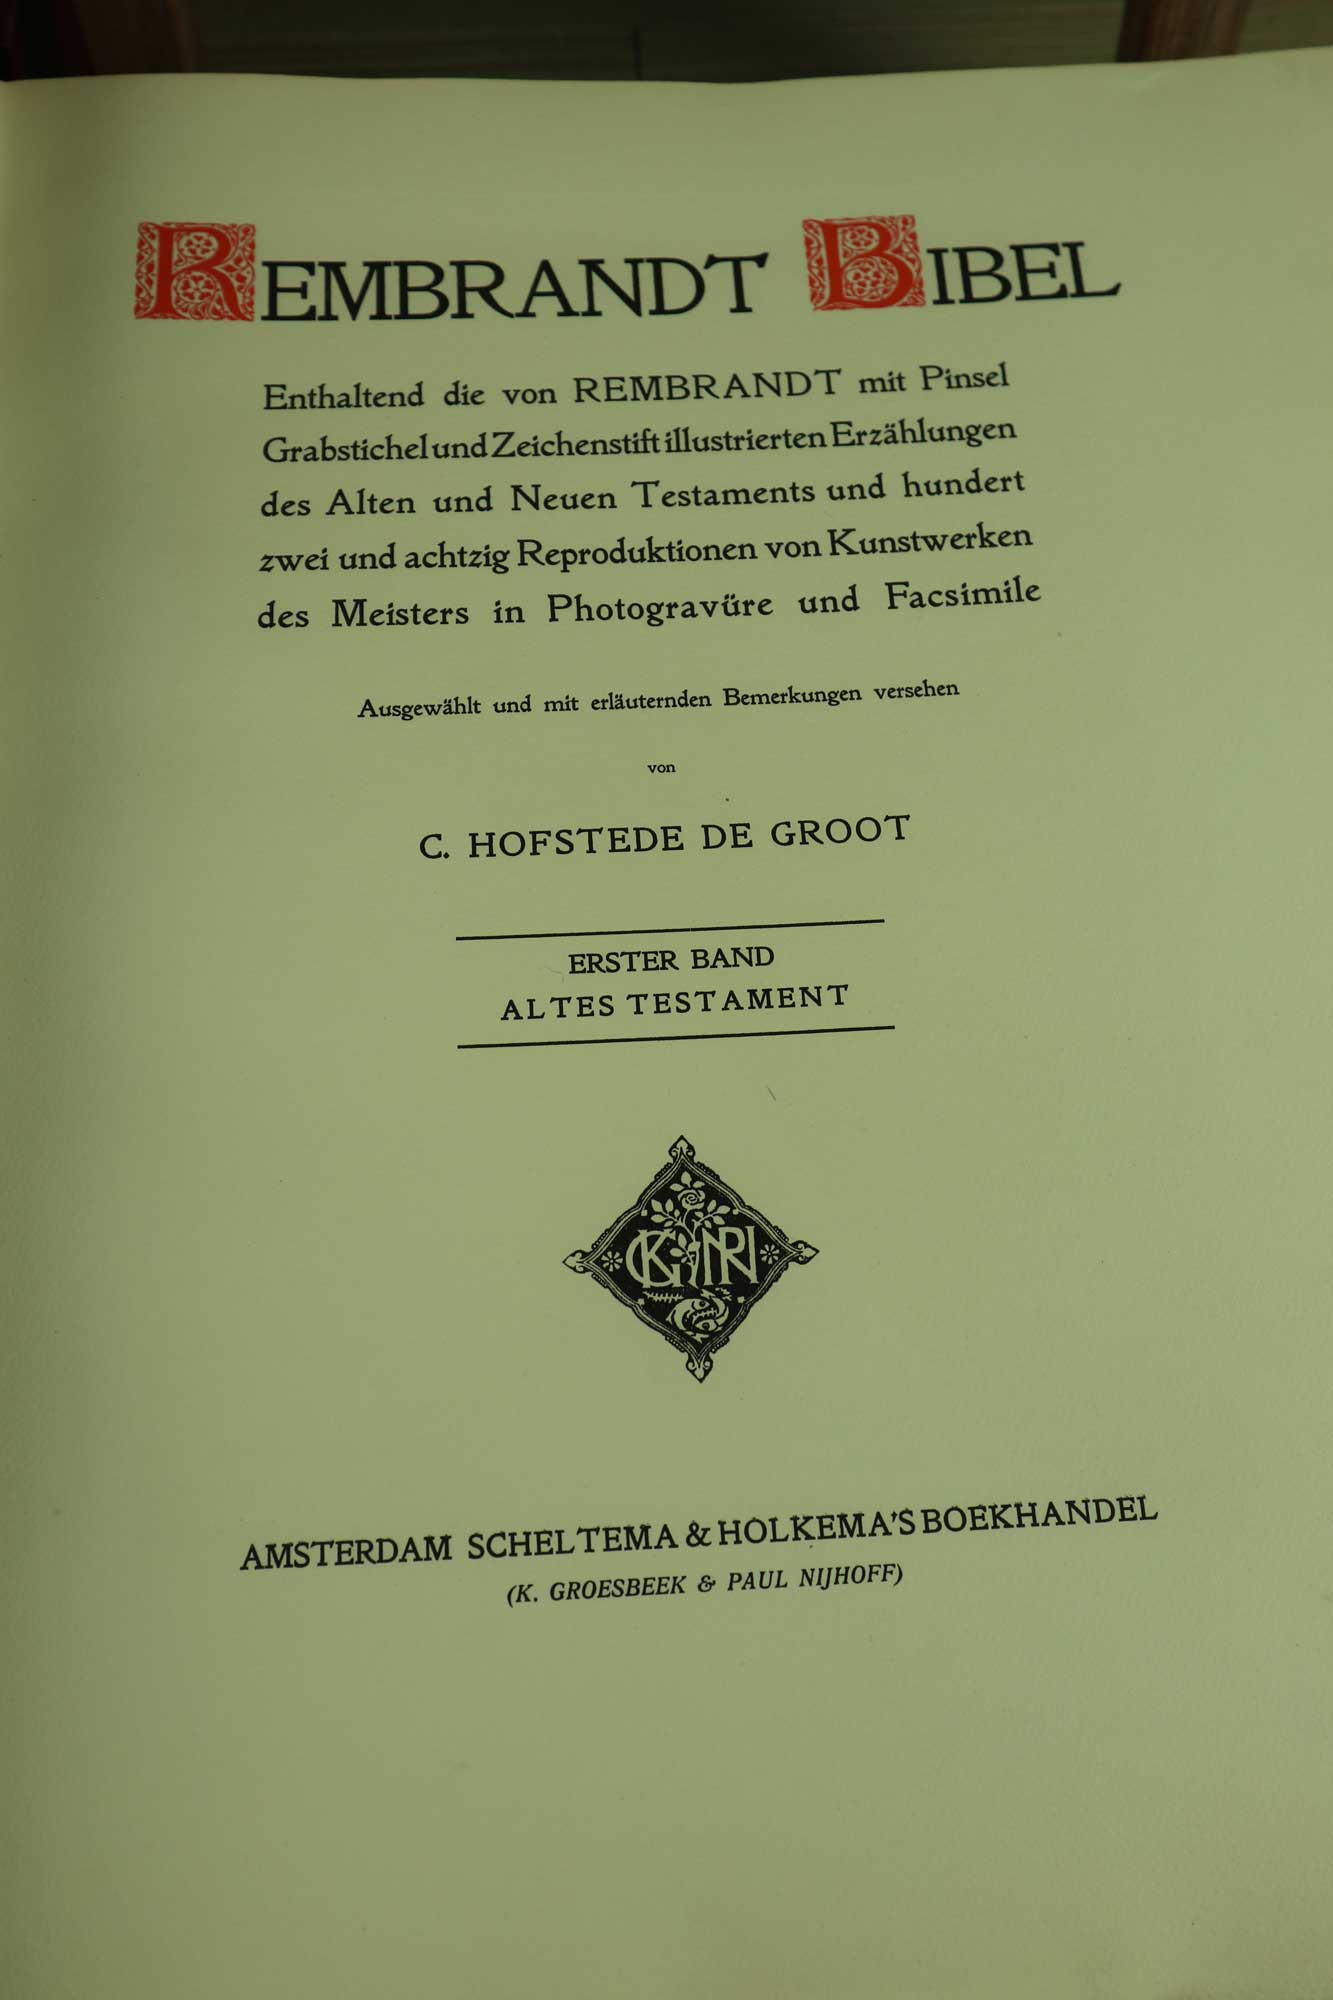 REMBRANDT BIBEL
Enthaltend die von REMBRANDT mit Pinsel
Grabstichel und Zeichenstift illustrierten Erzählungen
des Alten und Neuen Testaments und hundert
zwei und achtzig Reproduktionen von Kunstwerken
des Meisters in Photogravüre und Facsimile
Ausgewählt und mit erläuternden Bemerkungen versehen
von
C. HOFSTEDE DE GROOT
ERSTER BAND
ALTES TESTAMENT
KG PN
AMSTERDAM SCHELTEMA & HOLKEMA'S BOEKHANDEL
(K. GROESBEEK & PAUL NIJHOFF)